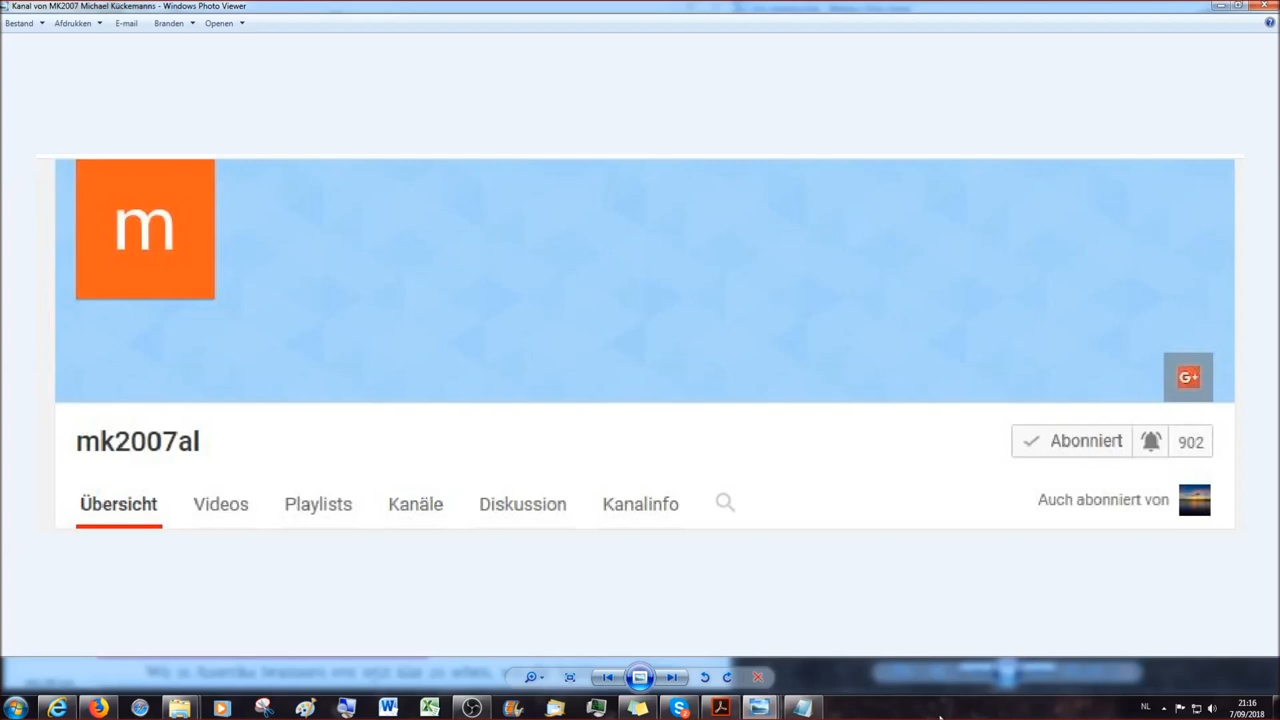 Kanal von MK2007 Michael Kückemanns - Windows Photo Viewer
Bestand Afdrukken E-mail Branden Openen
m
G+
mk2007al
Abonniert 902
Übersicht Videos Playlists Kanäle Diskussion Kanalinfo
Auch abonniert von
NL 21:16
7/09/2018